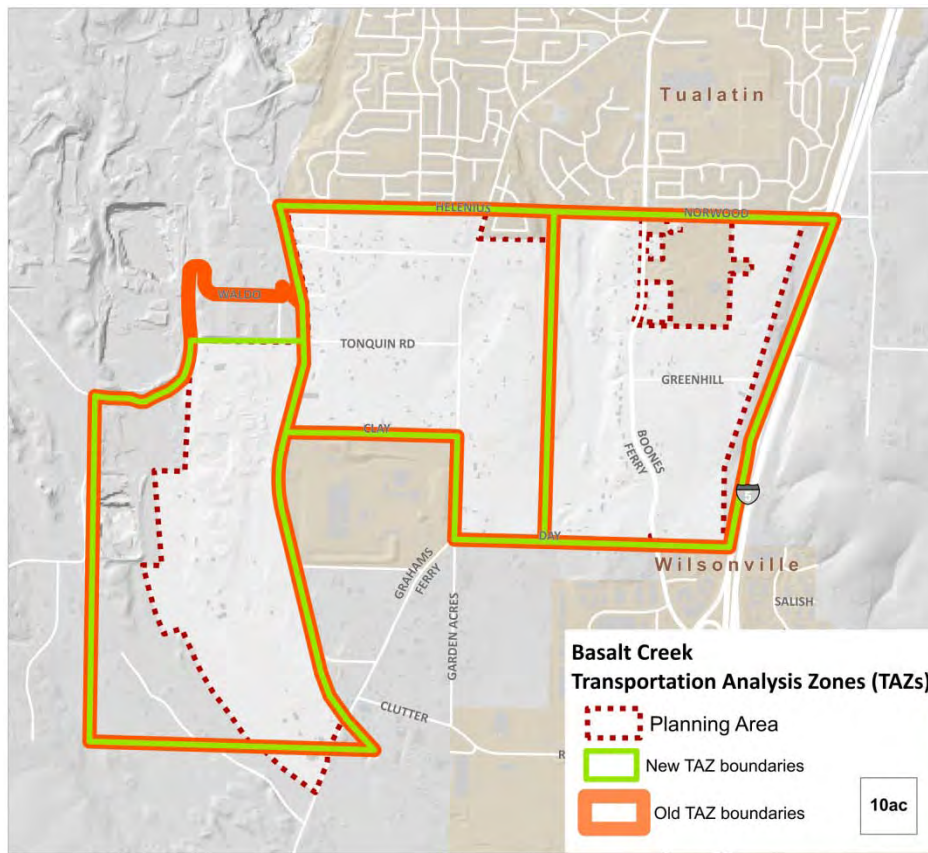 Tualatin
HELENIUS
NORWOOD
WALDO
TONQUIN RD
GREENHILL
CLAY
BOONES
FERRY
5
DAY
Wilsonville
GRAHAMS
FERRY
GARDEN ACRES
SALISH
CLUTTER
R
Basalt Creek
Transportation Analysis Zones (TAZs)
Planning Area
New TAZ boundaries
Old TAZ boundaries
10ac